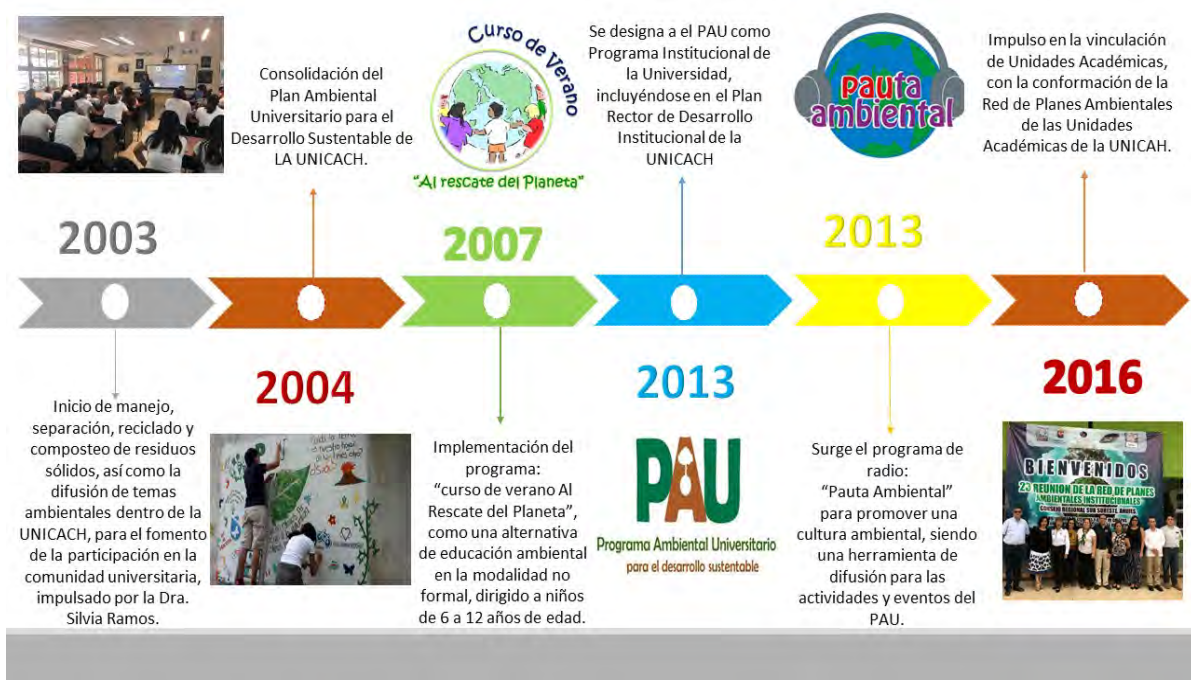 2003
Inicio de manejo,
separación, reciclado y
composteo de residuos
sólidos, así como la
difusión de temas
ambientales dentro de la
UNICACH, para el fomento
de la participación en la
comunidad universitaria,
impulsado por la Dra.
Silvia Ramos.
Consolidación del
Plan Ambiental
Universitario para el
Desarrollo Sustentable de
LA UNICACH.
2004
Curso de Verano
"Al rescate del Planeta"
2007
Implementación del
programa:
“curso de verano Al
Rescate del Planeta”,
como una alternativa
de educación ambiental
en la modalidad no
formal, dirigido a niños
de 6 a 12 años de edad.
Se designa a el PAU como
Programa Institucional de
la Universidad,
incluyéndose en el Plan
Rector de Desarrollo
Institucional de la
UNICACH
2013
PAU
Programa Ambiental Universitario
para el desarrollo sustentable
pauta
ambiental
2013
Surge el programa de
radio:
“Pauta Ambiental”
para promover una
cultura ambiental, siendo
una herramienta de
difusión para las
actividades y eventos del
PAU.
Impulso en la vinculación
de Unidades Académicas,
con la conformación de la
Red de Planes Ambientales
de las Unidades
Académicas de la UNICAH.
2016
BIENVENIDOS
23 REUNION DE LA RED DE PLANES
AMBIENTALES INSTITUCIONALES
CONSEJO REGIONAL SUR SURESTE, ANUIES